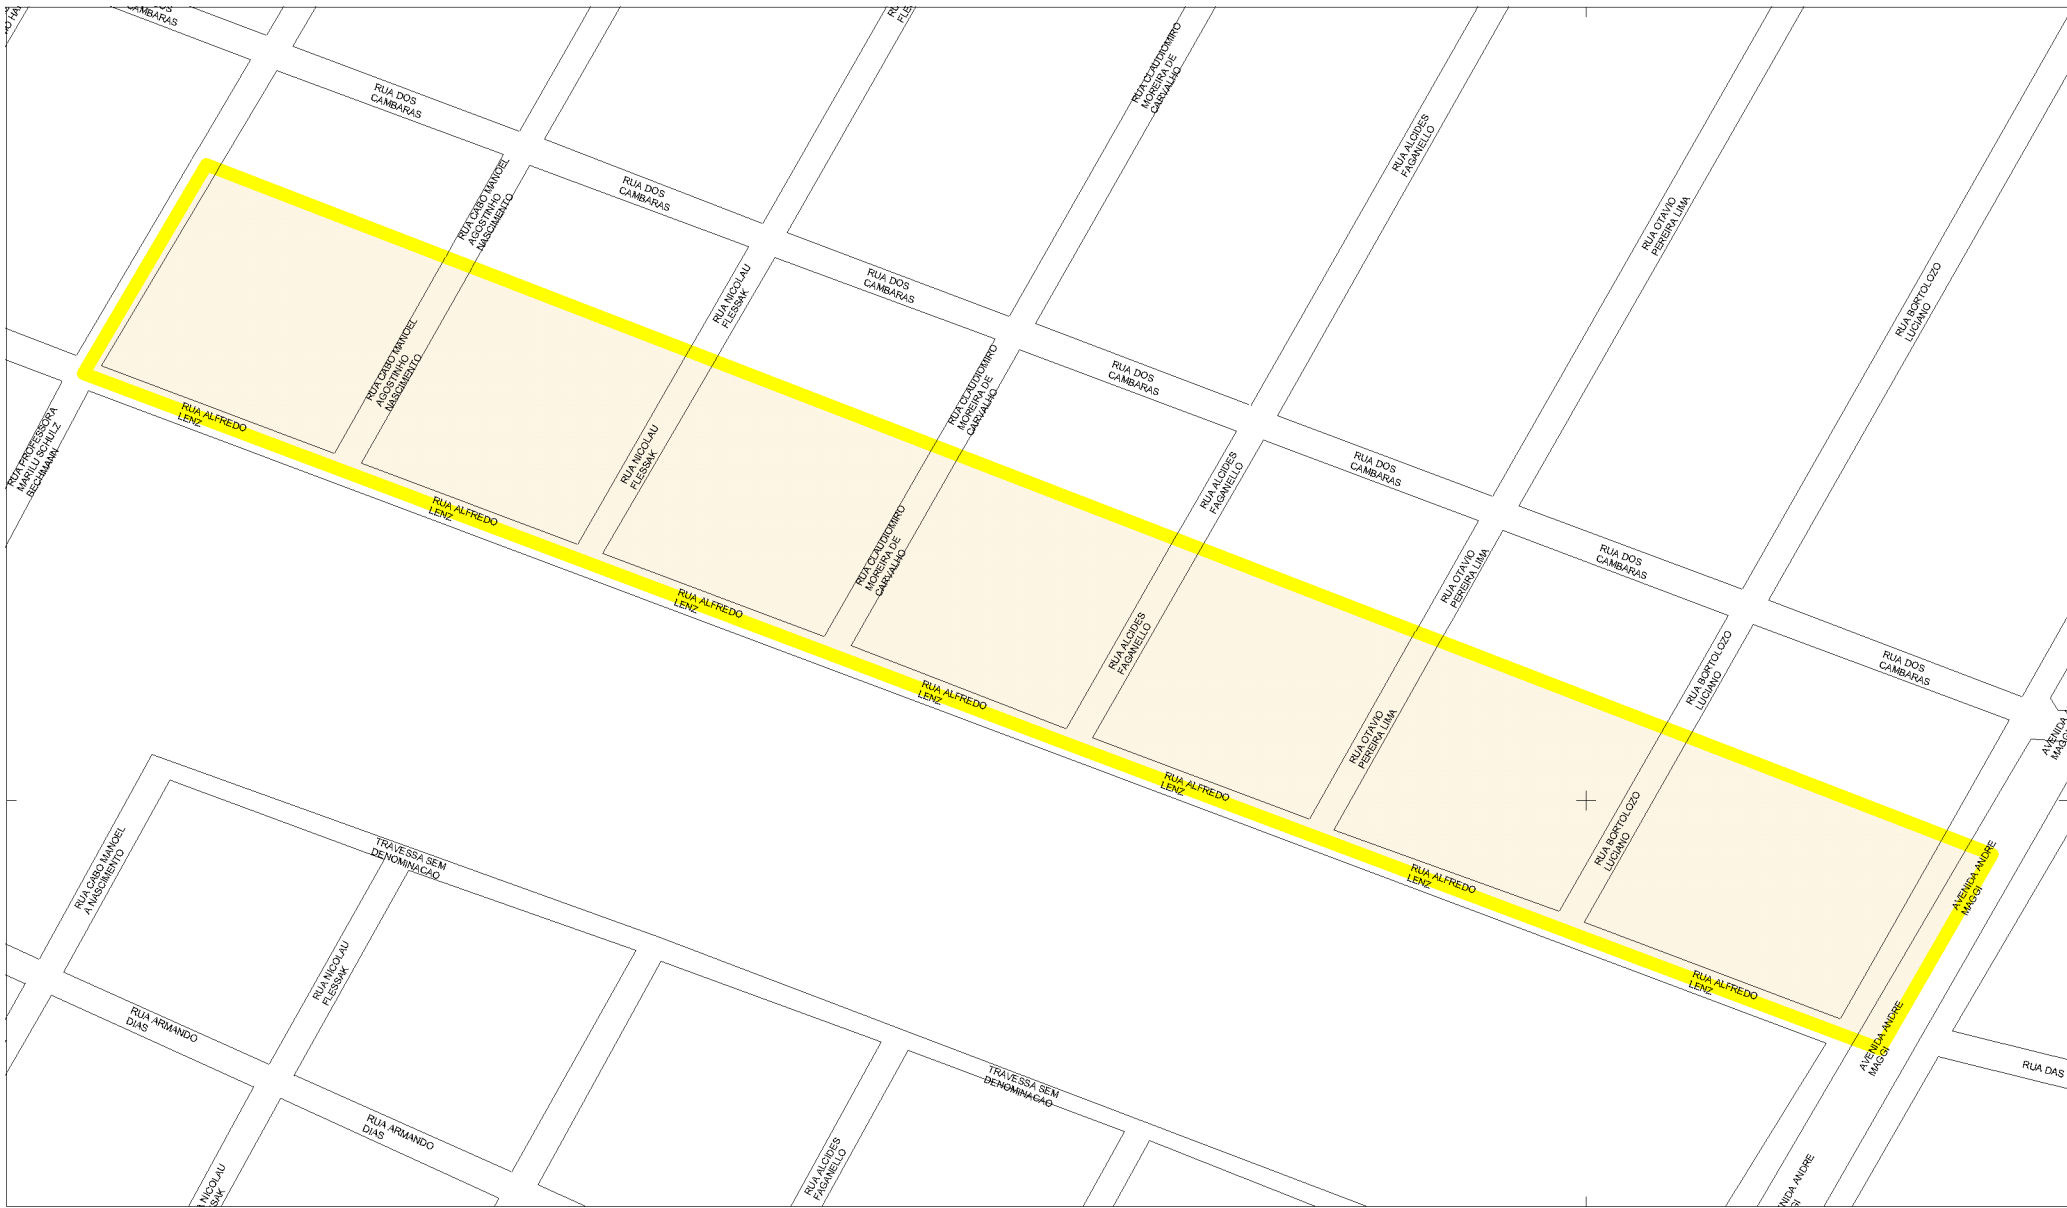 CAMBARAS
RUA DOS
CAMBARAS
RUA CLAUDIOMIRO
MOREIRA DE
CARVALHO
RUA ALCIDES
FAGANELLO
RUA CABO MANOEL
AGOSTINHO
NASCIMENTO
RUA DOS
CAMBARAS
RUA OTAVIO
PEREIRA LIMA
RUA NICOLAU
FLESSAK
RUA DOS
CAMBARAS
RUA BORTOLOZO
LUCIANO
RUA CABO MANOEL
AGOSTINHO
NASCIMENTO
RUA CLAUDIOMIRO
MOREIRA DE
CARVALHO
RUA DOS
CAMBARAS
RUA PROFESSORA
MARILU SCHULZ
BECHMANN
RUA ALFREDO
LENZ
RUA NICOLAU
FLESSAK
RUA ALCIDES
FAGANELLO
RUA DOS
CAMBARAS
RUA ALFREDO
LENZ
RUA CLAUDIOMIRO
MOREIRA DE
CARVALHO
RUA OTAVIO
PEREIRA LIMA
RUA DOS
CAMBARAS
RUA ALFREDO
LENZ
RUA ALCIDES
FAGANELLO
RUA BORTOLOZO
LUCIANO
RUA DOS
CAMBARAS
RUA ALFREDO
LENZ
RUA OTAVIO
PEREIRA LIMA
AVENIDA
RUA ALFREDO
LENZ
RUA BORTOLOZO
LUCIANO
RUA CABO MANOEL
A NASCIMENTO
TRAVESSA SEM
DENOMINACAO
RUA ALFREDO
LENZ
AVENIDA ANDRE
MAGGI
RUA NICOLAU
FLESSAK
RUA ALFREDO
LENZ
RUA ARMANDO
DIAS
AVENIDA ANDRE
MAGGI
RUA DAS
TRAVESSA SEM
DENOMINACAO
RUA ARMANDO
DIAS
RUA ALCIDES
FAGANELLO
NICOLAU
SAK
NIDA ANDRE
GI